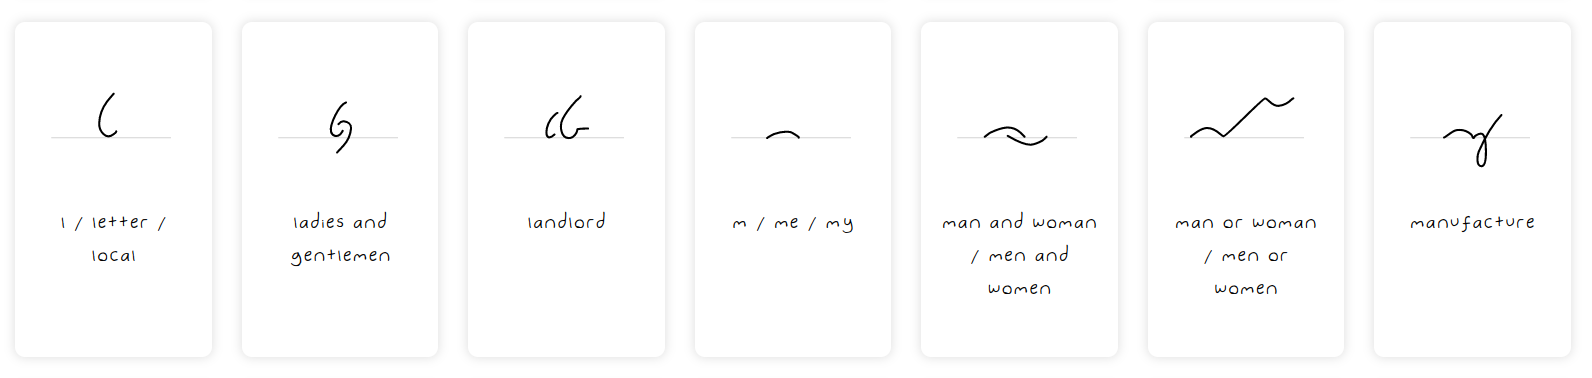 l / letter /
local
ladies and
gentlemen
landlord
m / me / my
man and woman
/ men and
women
man or woman
/ men or
women
manufacture